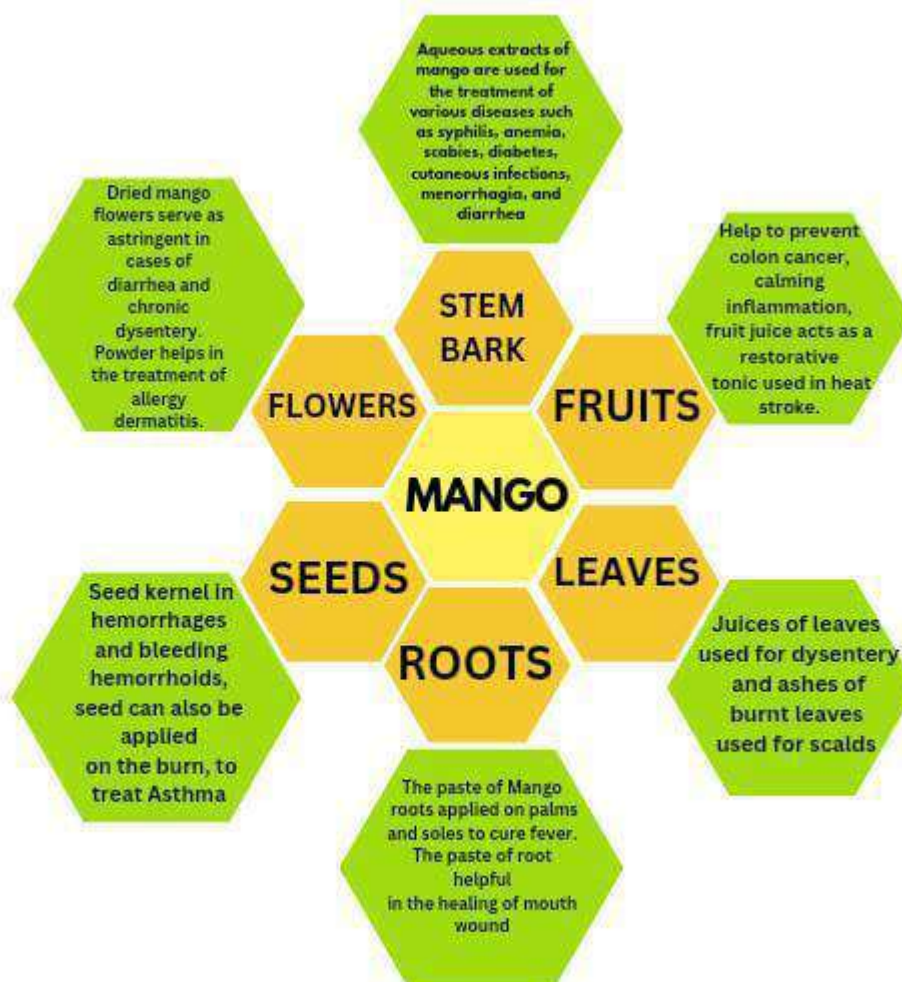 Aqueous extracts of
mango are used for
the treatment of
various diseases such
as syphilis, anemia,
scabies, diabetes,
cutaneous infections,
menorrhagia, and
diarrhea
Dried mango
flowers serve as
astringent in
cases of
diarrhea and
chronic
dysentery.
Powder helps in
the treatment of
allergy
dermatitis.
Help to prevent
colon cancer,
calming
inflammation,
fruit juice acts as a
restorative
tonic used in heat
stroke.
STEM
BARK
FLOWERS
FRUITS
MANGO
SEEDS
LEAVES
ROOTS
Seed kernel in
hemorrhages
and bleeding
hemorrhoids,
seed can also be
applied
on the burn, to
treat Asthma
Juices of leaves
used for dysentery
and ashes of
burnt leaves
used for scalds
The paste of Mango
roots applied on palms
and soles to cure fever.
The paste of root
helpful
in the healing of mouth
wound